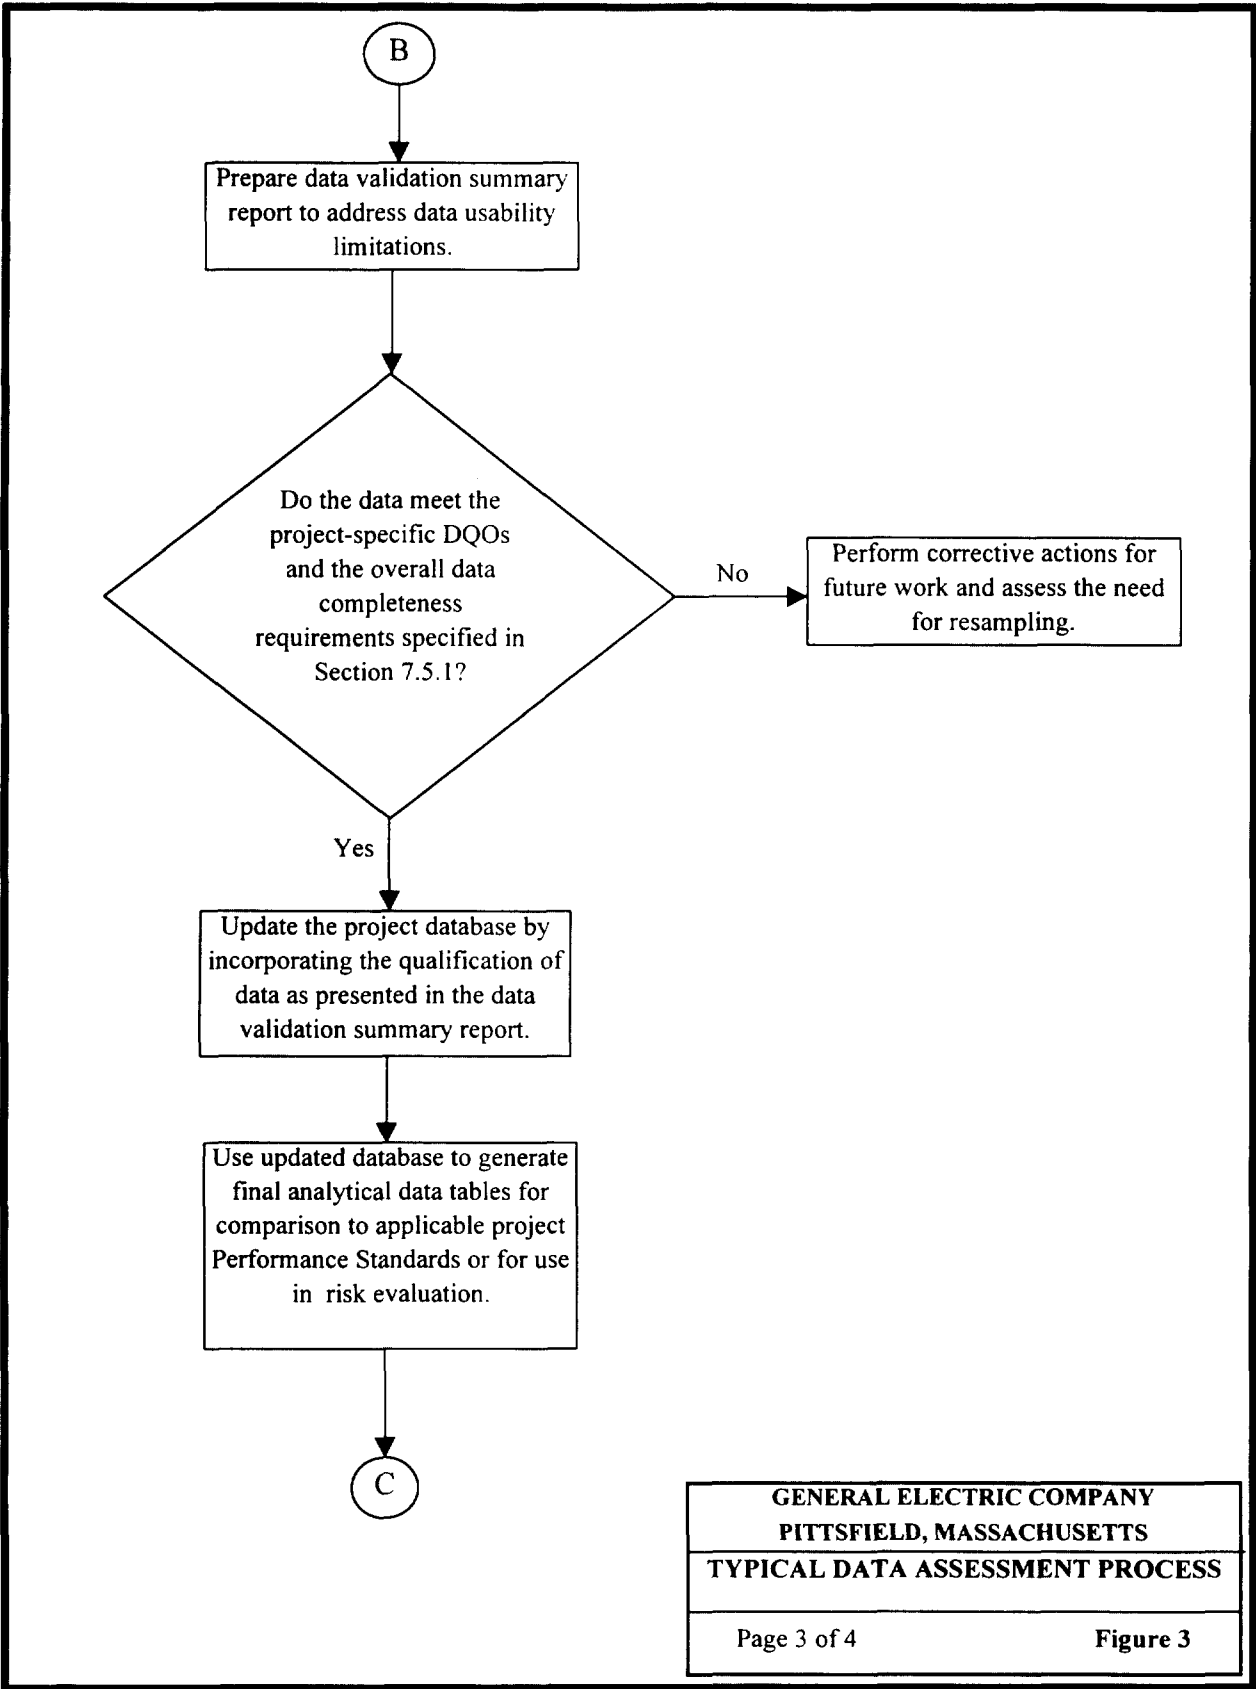 B
Prepare data validation summary
report to address data usability
limitations.
Do the data meet the
project-specific DQOs
and the overall data
completeness
requirements specified in
Section 7.5.1?
No
Perform corrective actions for
future work and assess the need
for resampling.
Yes
Update the project database by
incorporating the qualification of
data as presented in the data
validation summary report.
Use updated database to generate
final analytical data tables for
comparison to applicable project
Performance Standards or for use
in risk evaluation.
C
GENERAL ELECTRIC COMPANY
PITTSFIELD, MASSACHUSETTS
TYPICAL DATA ASSESSMENT PROCESS
Page 3 of 4 Figure 3